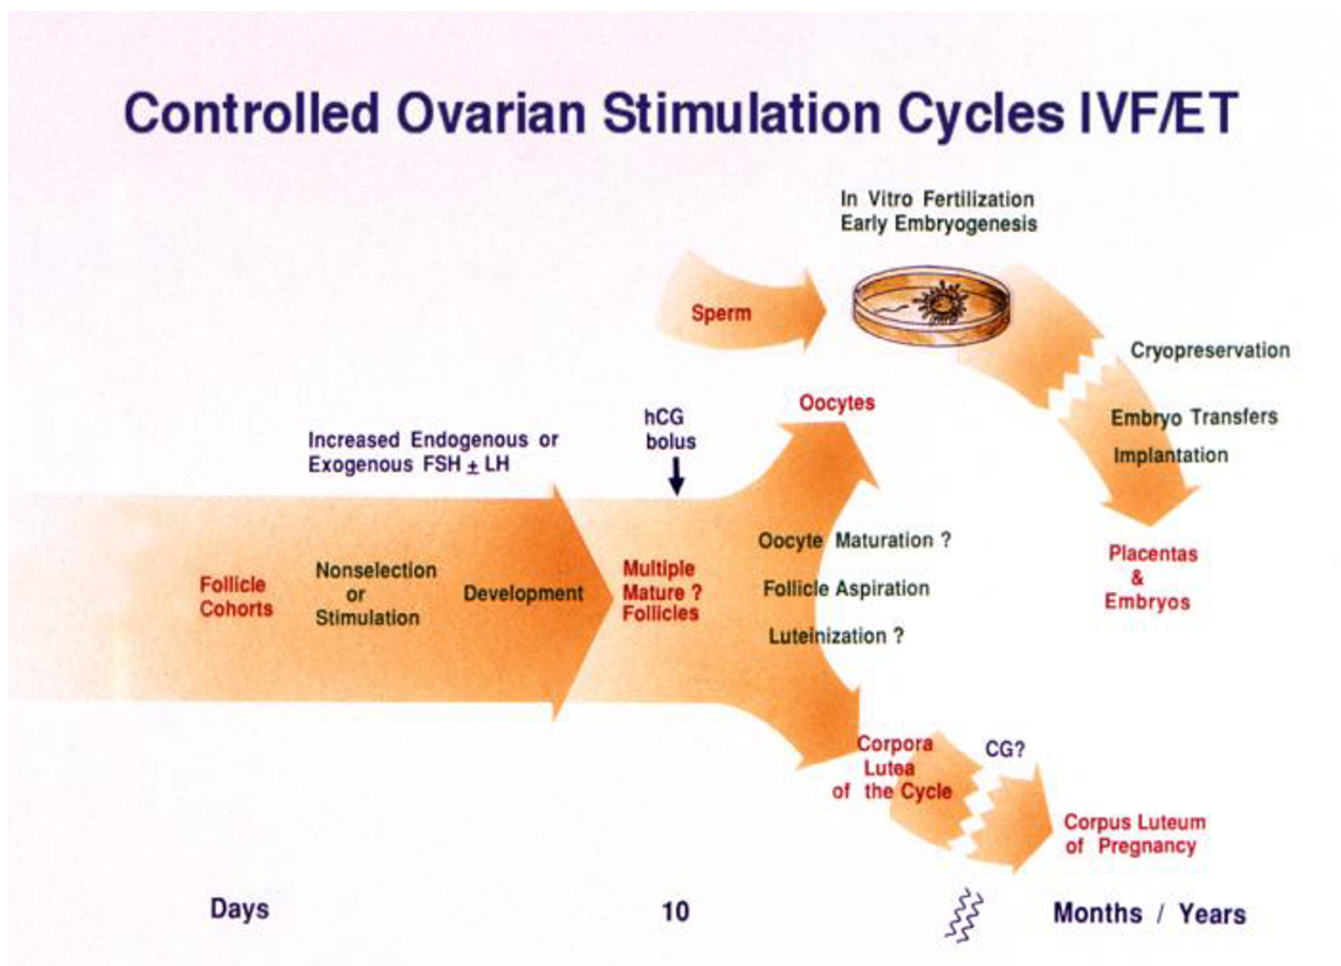 Controlled Ovarian Stimulation Cycles IVF/ET
In Vitro Fertilization
Early Embryogenesis
Sperm
Cryopreservation
Oocytes
hCG
bolus
Embryo Transfers
Implantation
Increased Endogenous or
Exogenous FSH ± LH
Oocyte Maturation ?
Follicle Aspiration
Luteinization ?
Placentas
&
Embryos
Follicle
Cohorts
Nonselection
or
Stimulation
Development
Multiple
Mature ?
Follicles
Corpora
Lutea
of the Cycle
CG?
Corpus Luteum
of Pregnancy
Days
10
Months / Years